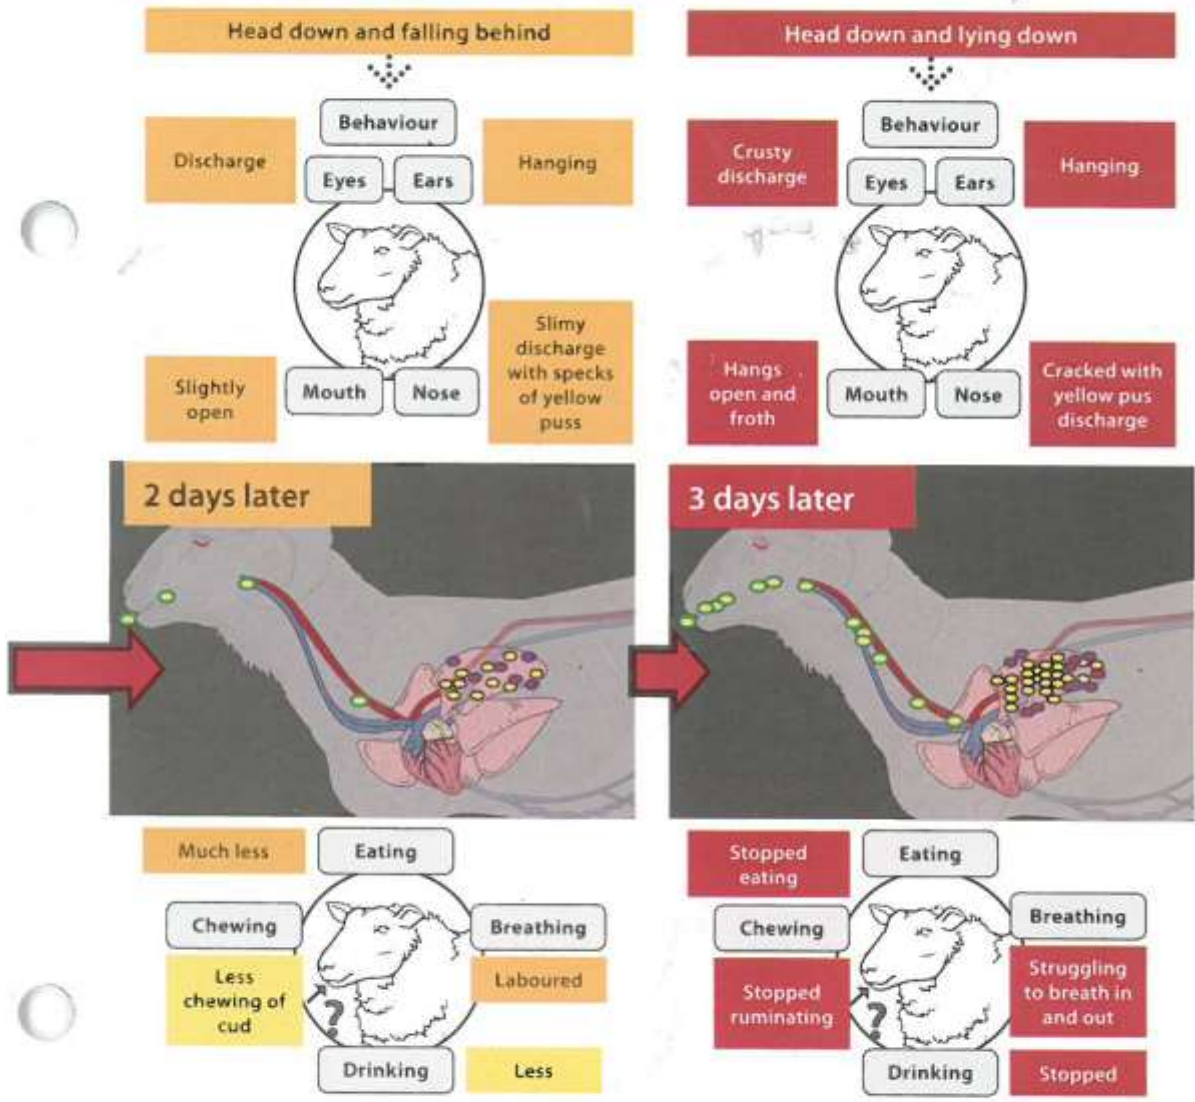 Head down and falling behind
Behaviour
Discharge
Hanging
Eyes
Ears
Slimy
discharge
with specks
of yellow
puss
Slightly
open
Mouth
Nose
2 days later
Much less
Eating
Chewing
Breathing
Less
chewing of
cud
Laboured
?
Drinking
Less
Head down and lying down
Behaviour
Crusty
discharge
Hanging
Eyes
Ears
Hangs
open and
froth
Cracked with
yellow pus
discharge
Mouth
Nose
3 days later
Stopped
eating
Eating
Chewing
Breathing
Stopped
ruminating
Struggling
to breath in
and out
?
Drinking
Stopped